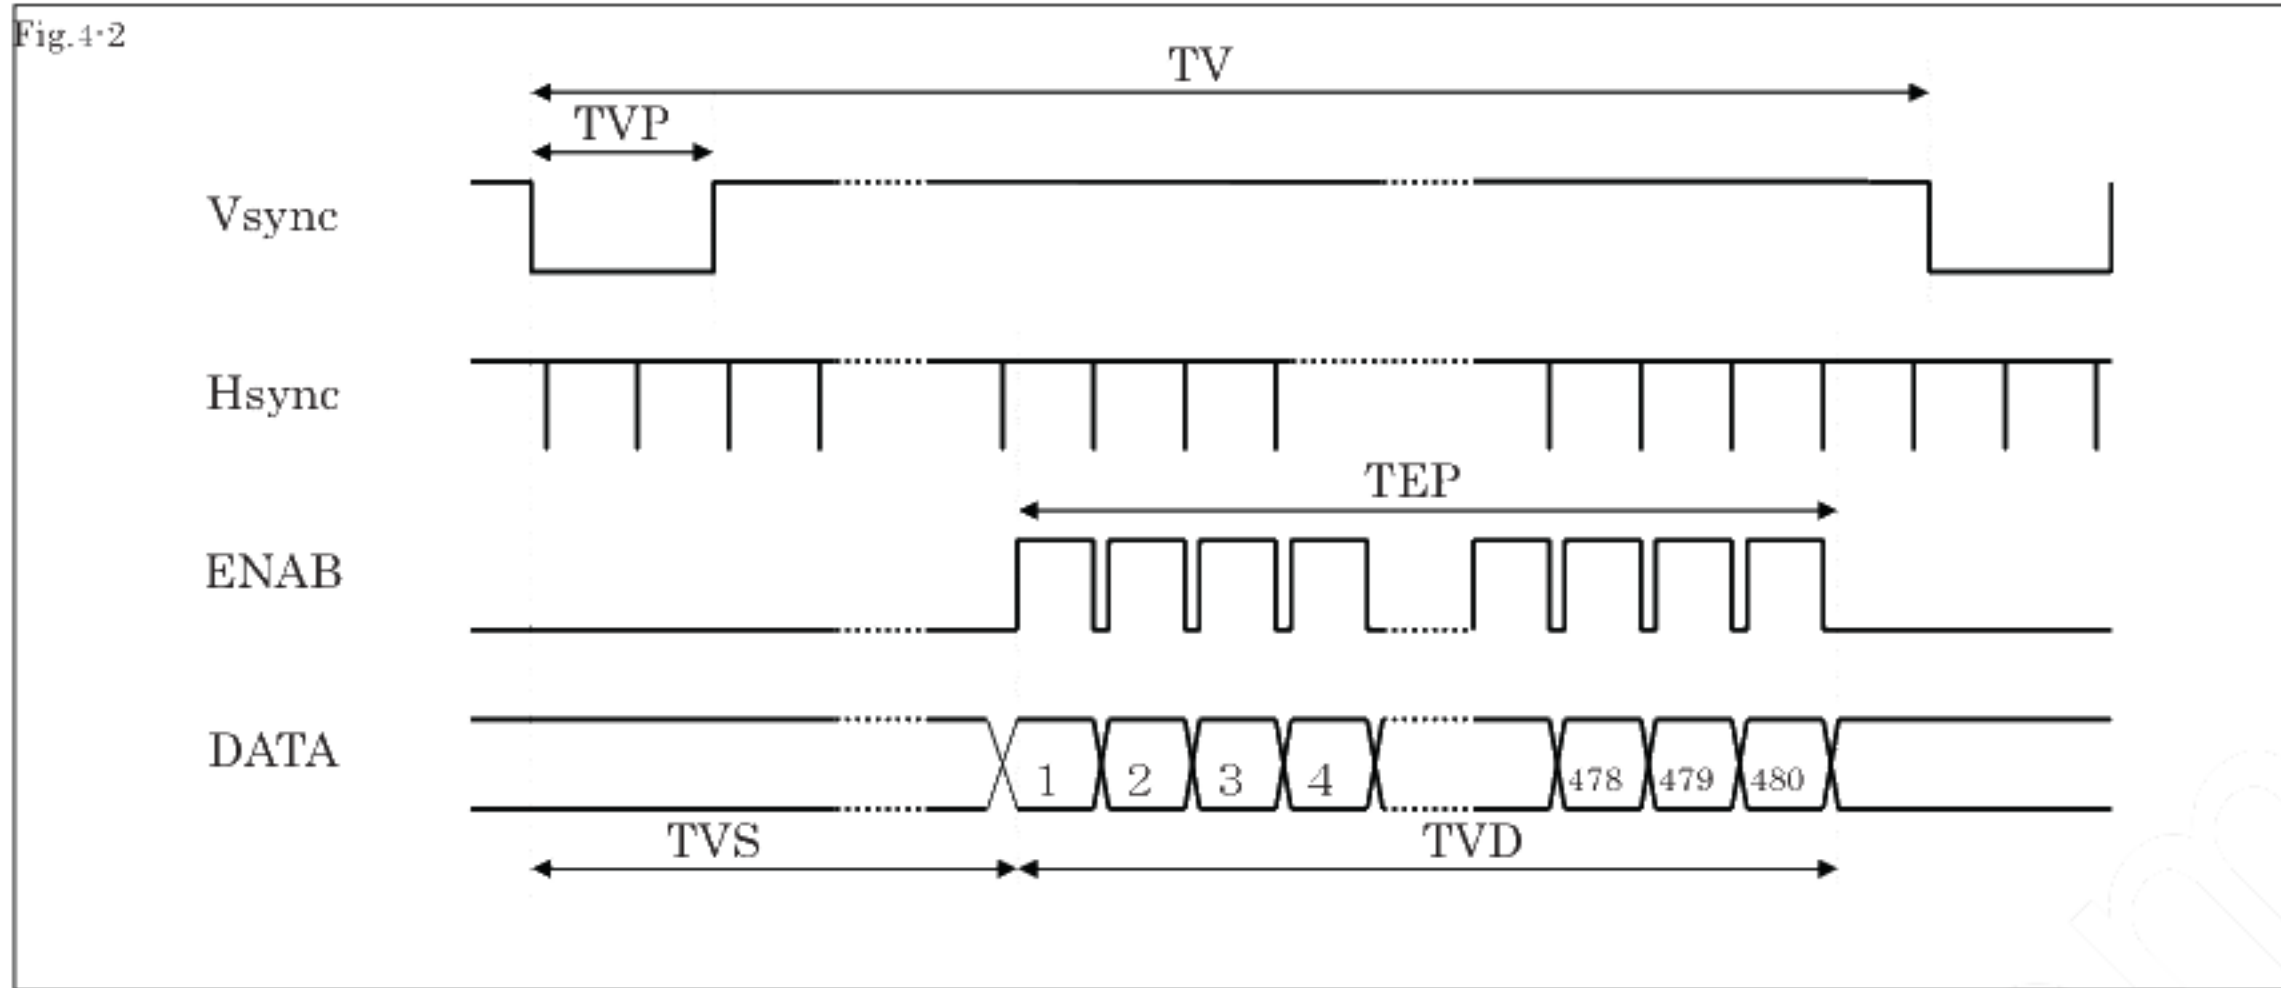 Fig.4-2
TV
TVP
Vsync
Hsync
TEP
ENAB
DATA
1 2 3 4 478 479 480
TVS TVD